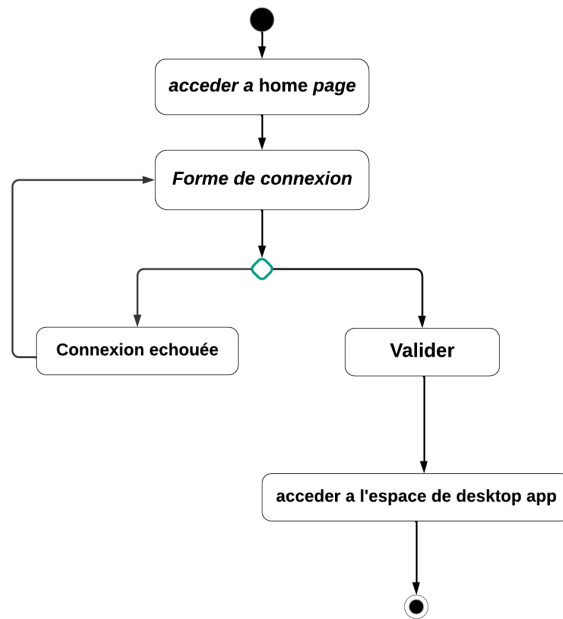 acceder a home page
Forme de connexion
Connexion echouée
Valider
acceder a l'espace de desktop app